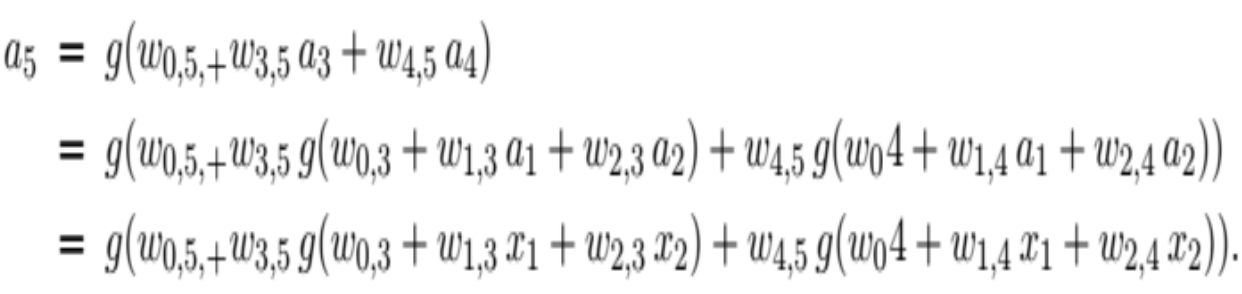 a₅ = g(w₀,₅,₊w₃,₅ a₃ + w₄,₅ a₄)
= g(w₀,₅,₊w₃,₅ g(w₀,₃ + w₁,₃ a₁ + w₂,₃ a₂) + w₄,₅ g(w₀4 + w₁,₄ a₁ + w₂,₄ a₂))
= g(w₀,₅,₊w₃,₅ g(w₀,₃ + w₁,₃ x₁ + w₂,₃ x₂) + w₄,₅ g(w₀4 + w₁,₄ x₁ + w₂,₄ x₂)).